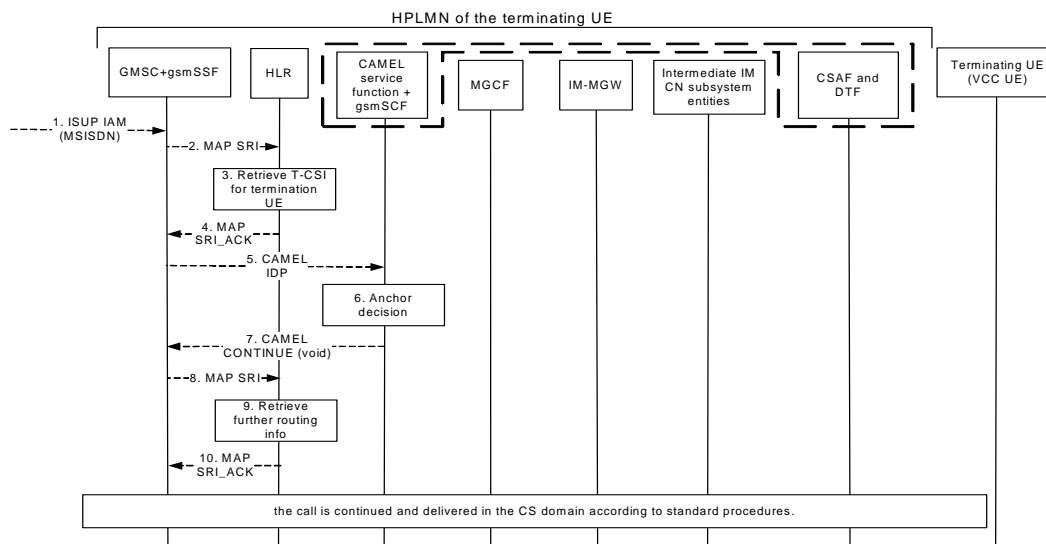 HPLMN of the terminating UE
GMSC+gsmSSF
HLR
CAMEL
service
function +
gsmSCF
MGCF
IM-MGW
Intermediate IM
CN subsystem
entities
CSAF and
DTF
Terminating UE
(VCC UE)
1. ISUP IAM
(MSISDN)
2. MAP SRI
3. Retrieve T-CSI
for termination
UE
4. MAP
SRI_ACK
5. CAMEL
IDP
6. Anchor
decision
7. CAMEL
CONTINUE (void)
8. MAP SRI
9. Retrieve
further routing
info
10. MAP
SRI_ACK
the call is continued and delivered in the CS domain according to standard procedures.